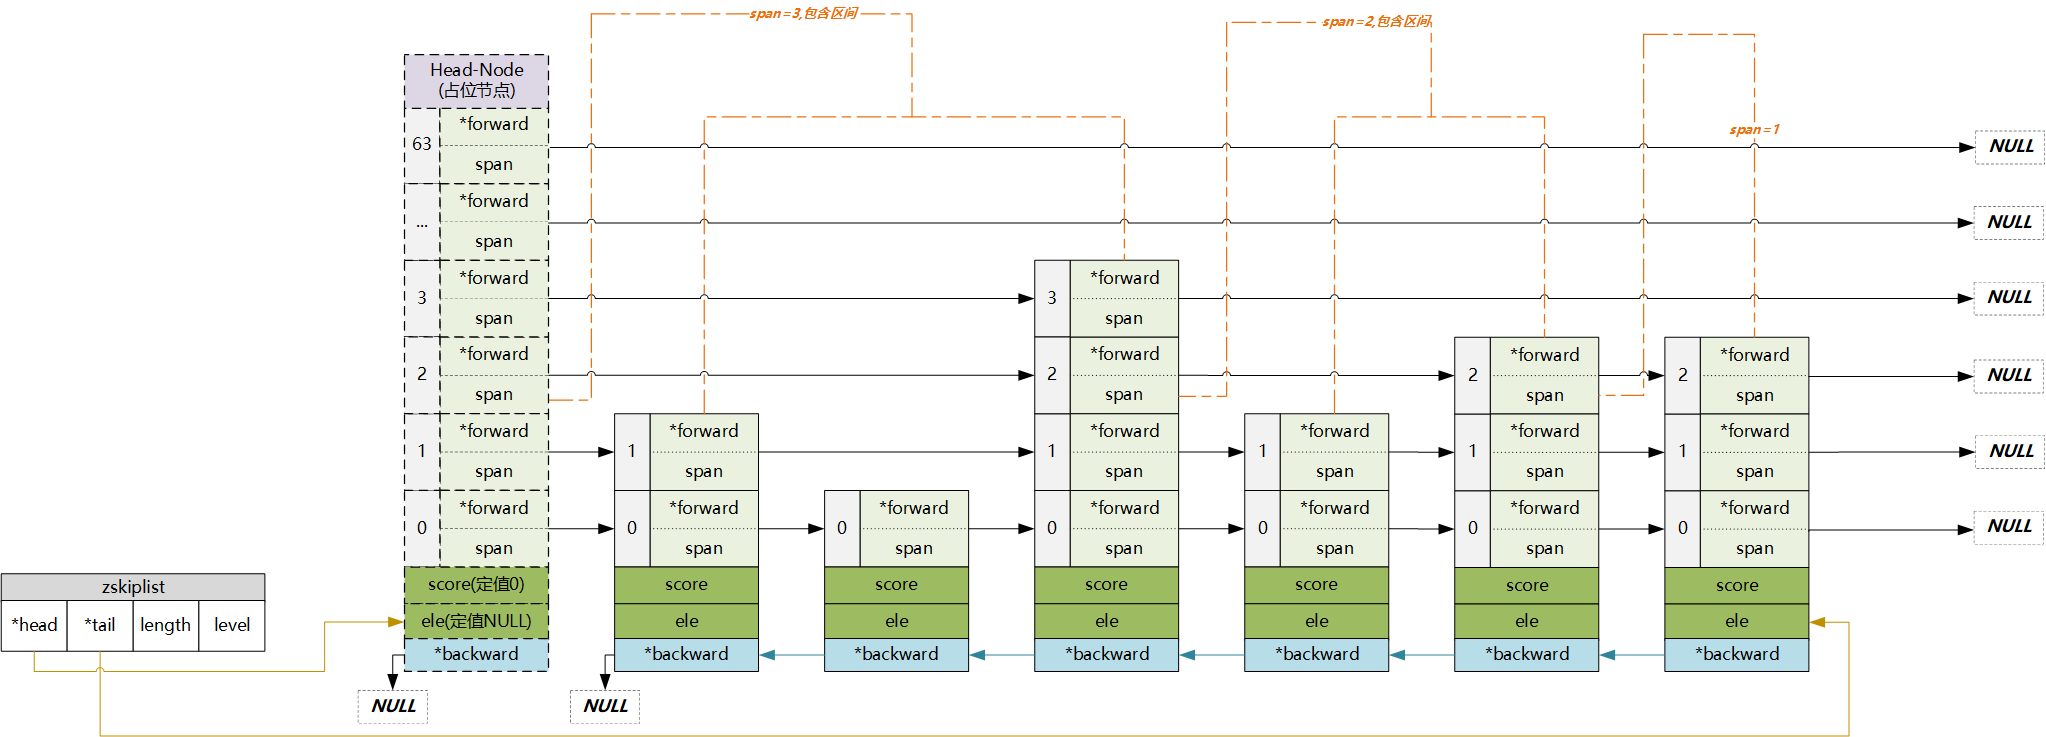 span=3,包含区间
span=2,包含区间
span=1
Head-Node
(占位节点)
63
*forward
span
NULL
...
*forward
span
NULL
3
*forward
span
3
*forward
span
NULL
2
*forward
span
2
*forward
span
2
*forward
span
2
*forward
span
NULL
1
*forward
span
1
*forward
span
1
*forward
span
1
*forward
span
1
*forward
span
1
*forward
span
NULL
0
*forward
span
0
*forward
span
0
*forward
span
0
*forward
span
0
*forward
span
0
*forward
span
0
*forward
span
NULL
score(定值0)
score
score
score
score
score
score
ele(定值NULL)
ele
ele
ele
ele
ele
ele
*backward
*backward
*backward
*backward
*backward
*backward
*backward
NULL
NULL
zskiplist
*head
*tail
length
level